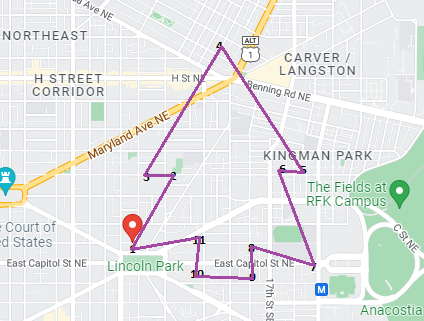 NORTHEAST
H STREET
CORRIDOR
H St NE
4
ALT
1
CARVER /
LANGSTON
Benning Rd NE
Maryland Ave NE
3
2
KINGMAN PARK
6
5
The Fields at
RFK Campus
C St NE
e Court of
ed States
1
11
8
East Capitol St NE
Lincoln Park
10
9
East Capitol St NE
7
17th St SE
M
Anacostia